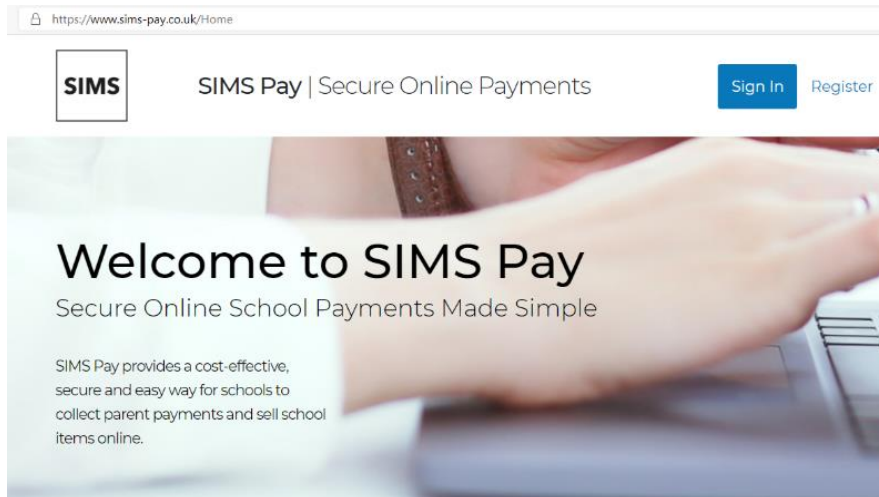 https://www.sims-pay.co.uk/Home
SIMS
SIMS Pay | Secure Online Payments
Sign In
Register
Welcome to SIMS Pay
Secure Online School Payments Made Simple
SIMS Pay provides a cost-effective,
secure and easy way for schools to
collect parent payments and sell school
items online.